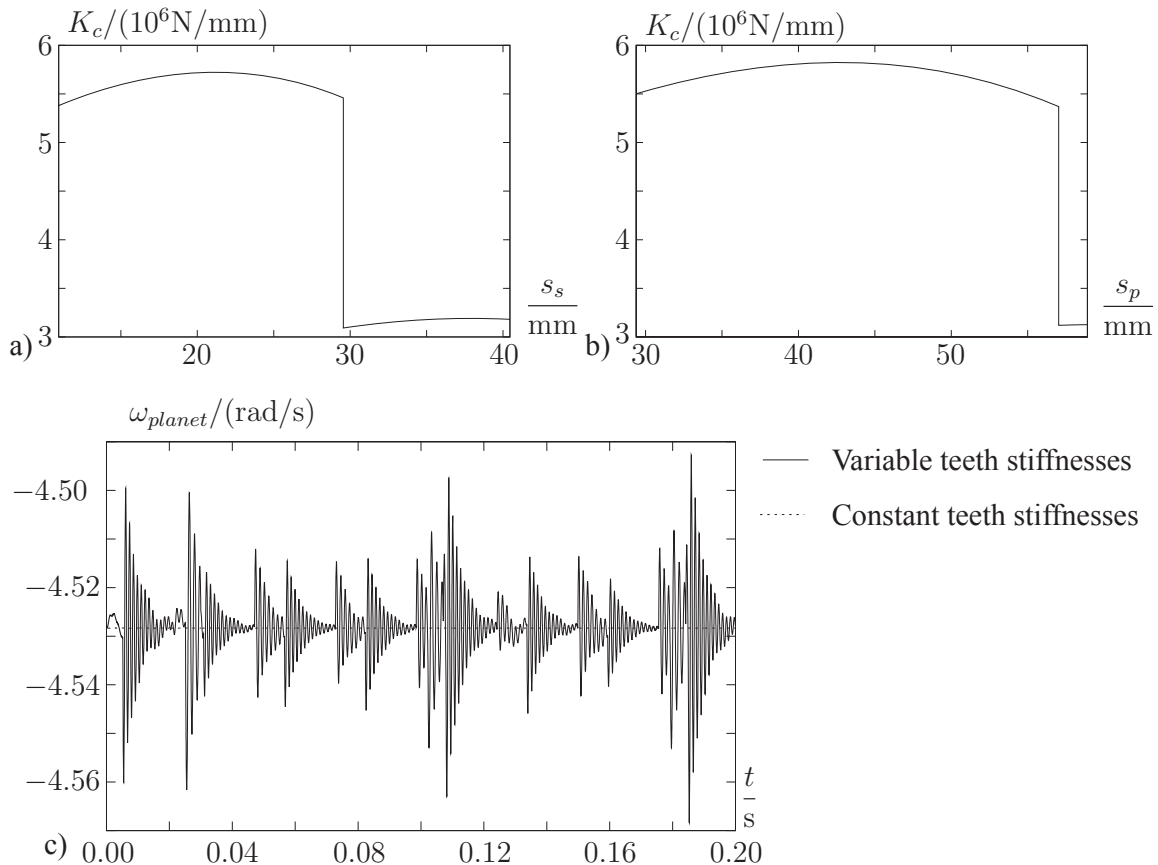 K_c/(10^6N/mm)
6
5
4
3
20
30
40
s_s
mm
a)
K_c/(10^6N/mm)
6
5
4
3
30
40
50
s_p
mm
b)
ω_planet/(rad/s)
−4.50
−4.52
−4.54
−4.56
0.00
0.04
0.08
0.12
0.16
0.20
t
s
c)
Variable teeth stiffnesses
Constant teeth stiffnesses